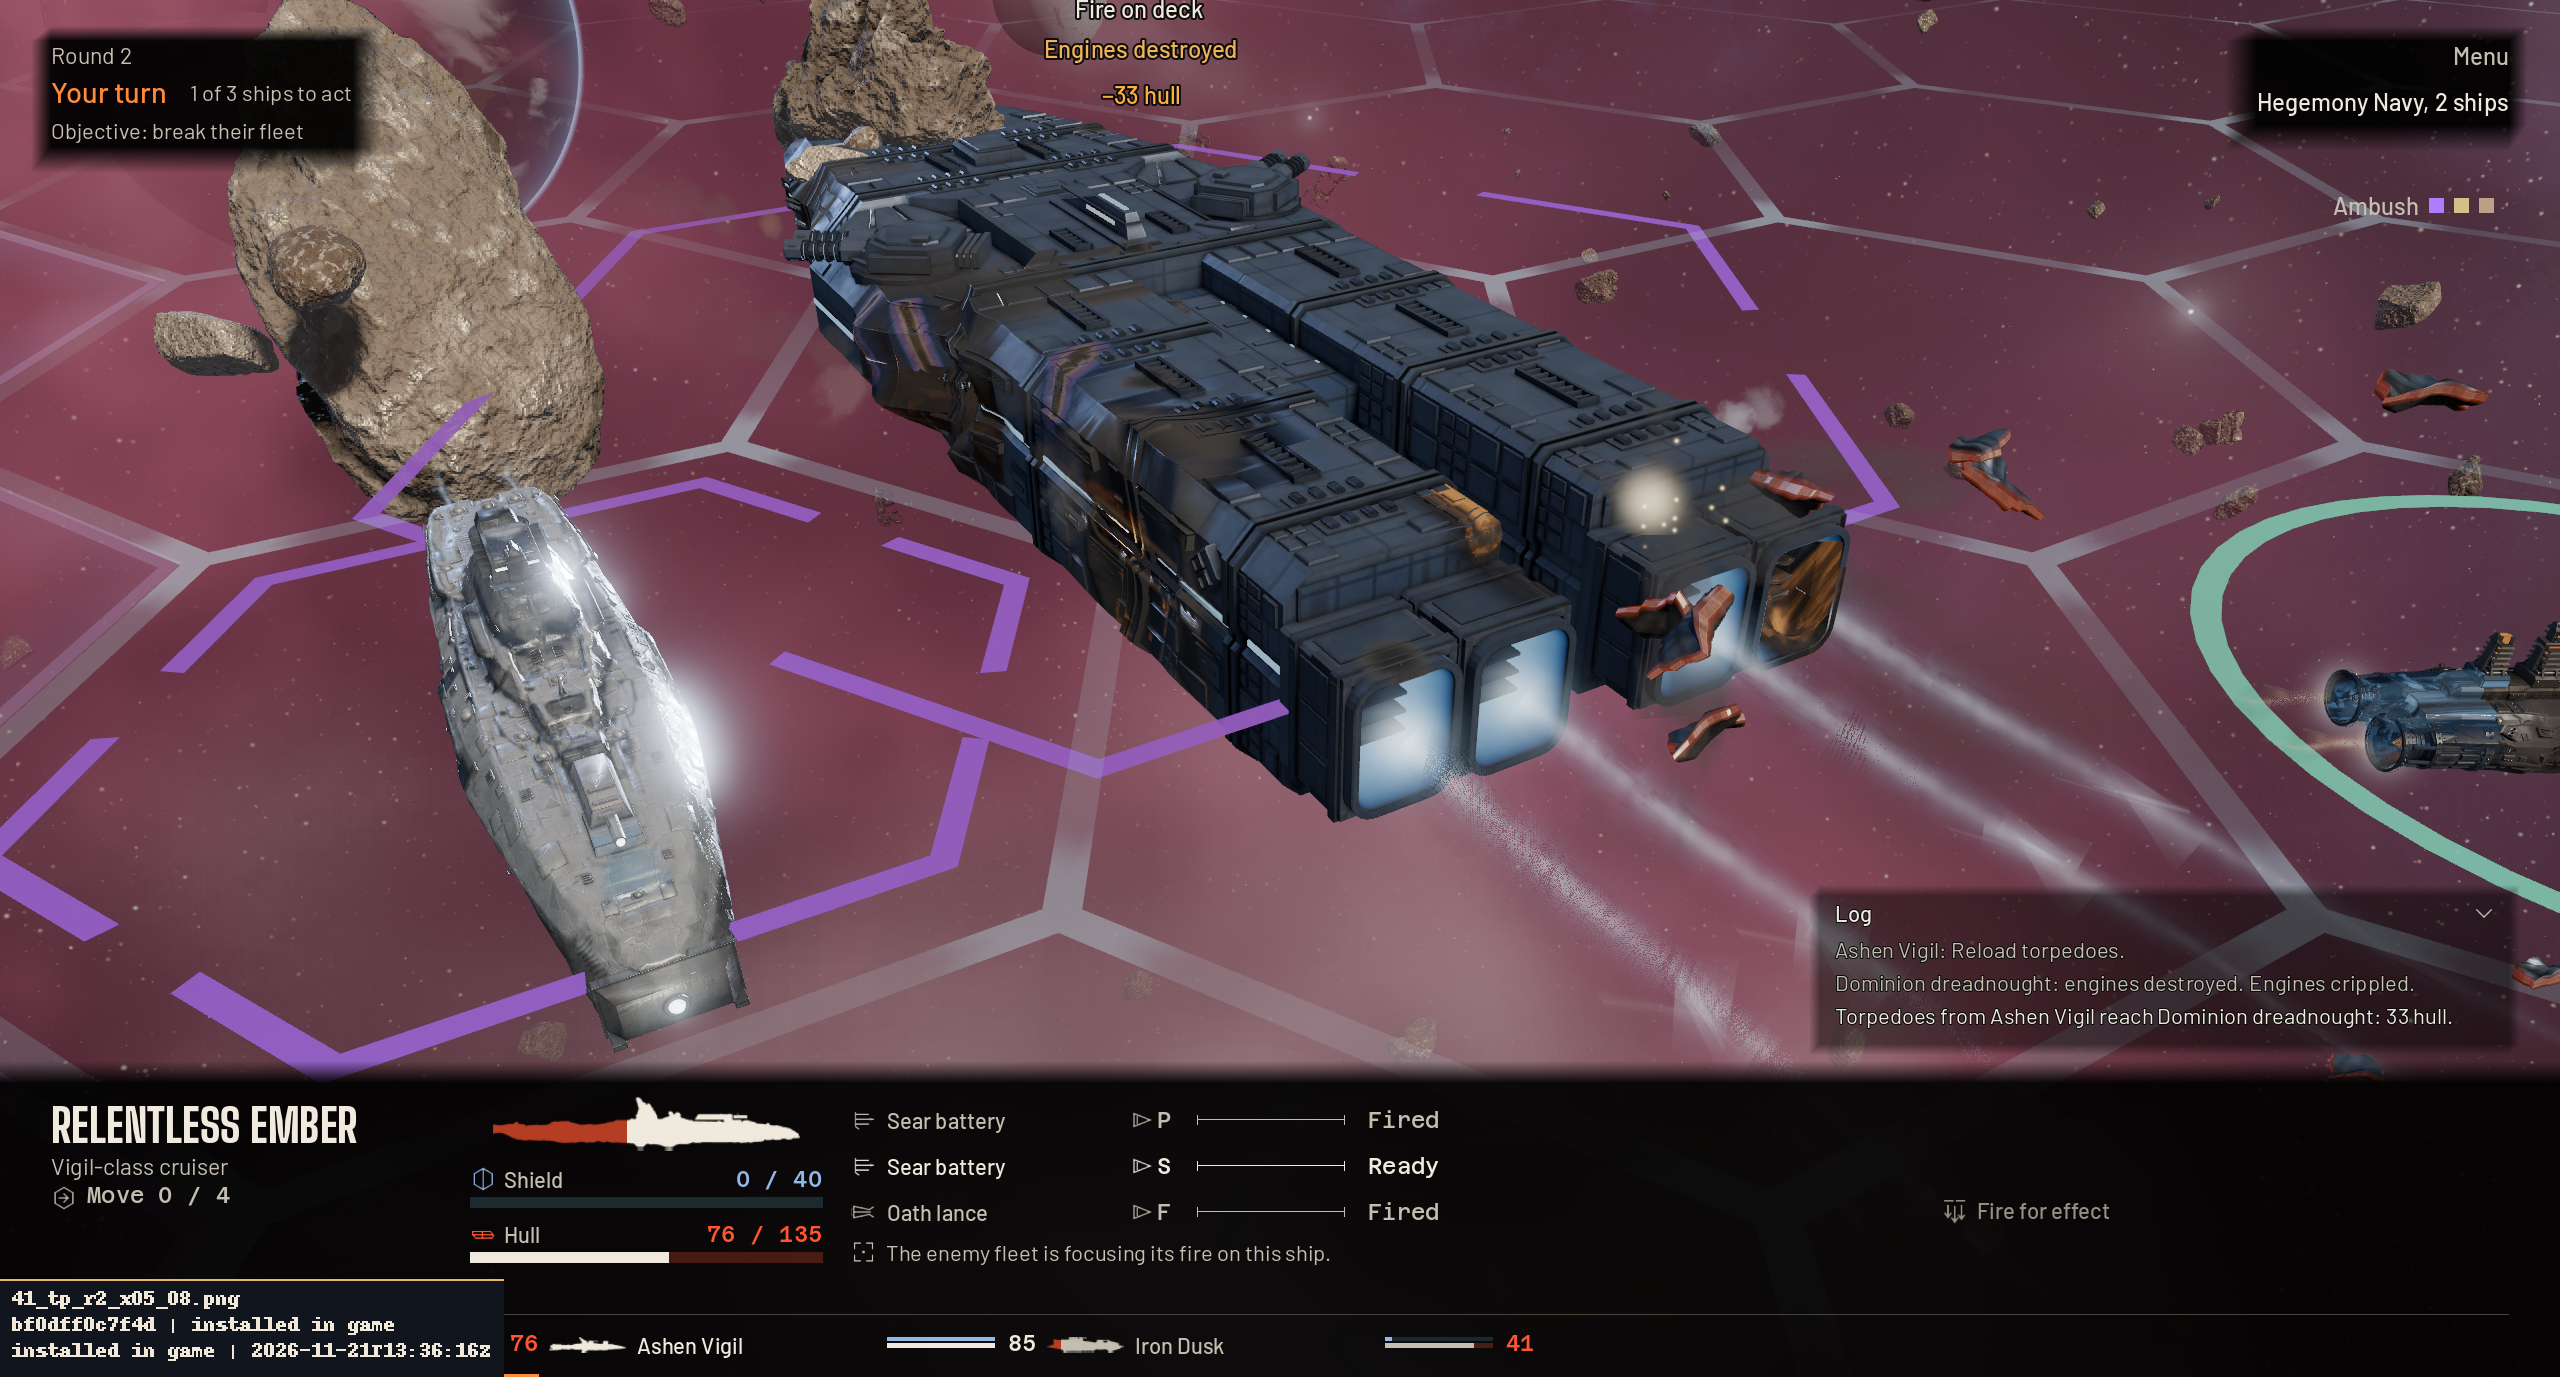 Fire on deck
Engines destroyed
−33 hull
Round 2
Your turn 1 of 3 ships to act
Objective: break their fleet
Menu
Hegemony Navy, 2 ships
Ambush
Log
Ashen Vigil: Reload torpedoes.
Dominion dreadnought: engines destroyed. Engines crippled.
Torpedoes from Ashen Vigil reach Dominion dreadnought: 33 hull.
RELENTLESS EMBER
Vigil-class cruiser
Move 0 / 4
Shield 0 / 40
Hull 76 / 135
Sear battery P Fired
Sear battery S Ready
Oath lance F Fired
The enemy fleet is focusing its fire on this ship.
Fire for effect
41_tp_r2_x05_08.png
bf0dff0c7f4d | installed in game
installed in game | 2026-11-21r13:36:16z
76 Ashen Vigil 85 Iron Dusk 41